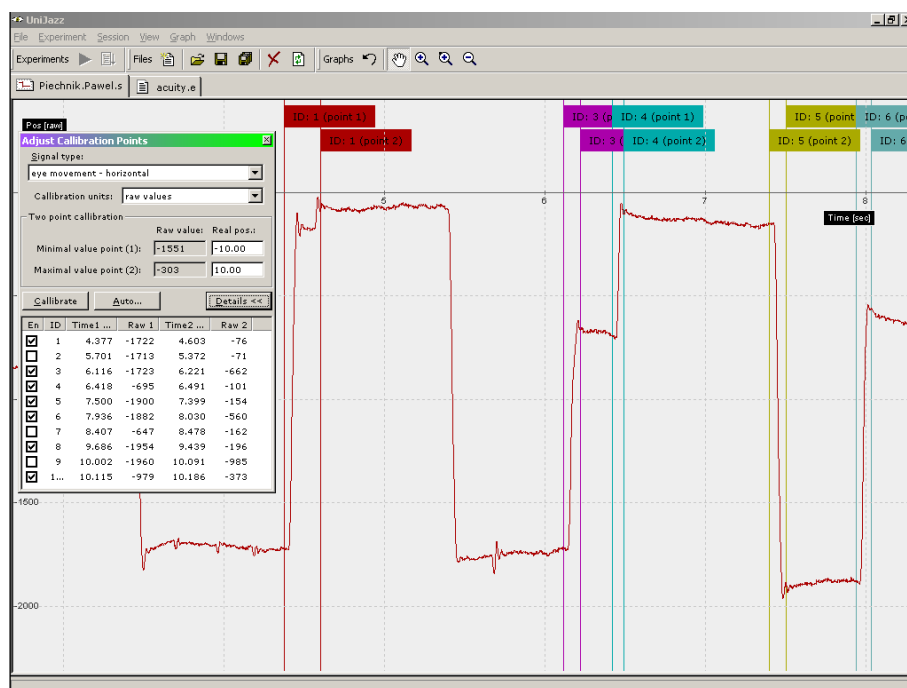 UniJazz
File Experiment Session View Graph Windows
Experiments Files Graphs
Piechnik.Pawel.s acuity.e
ID: 1 (point 1) ID: 3 (p ID: 4 (point 1) ID: 5 (point ID: 6 (po
ID: 1 (point 2) ID: 3 ( ID: 4 (point 2) ID: 5 (point 2) ID: 6
Pos [raw]
Adjust Callibration Points
Signal type:
eye movement - horizontal
Callibration units: raw values
Two point callibration
Raw value: Real pos.:
Minimal value point (1): -1551 -10.00
Maximal value point (2): -303 10.00
Callibrate Auto... Details <<
En ID Time1 ... Raw 1 Time2 ... Raw 2
1 4.377 -1722 4.603 -76
2 5.701 -1713 5.372 -71
3 6.116 -1723 6.221 -662
4 6.418 -695 6.491 -101
5 7.500 -1900 7.399 -154
6 7.936 -1882 8.030 -560
7 8.407 -647 8.478 -162
8 9.686 -1954 9.439 -196
9 10.002 -1960 10.091 -985
1... 10.115 -979 10.186 -373
5 6 7 8
Time [sec]
-1500
-2000